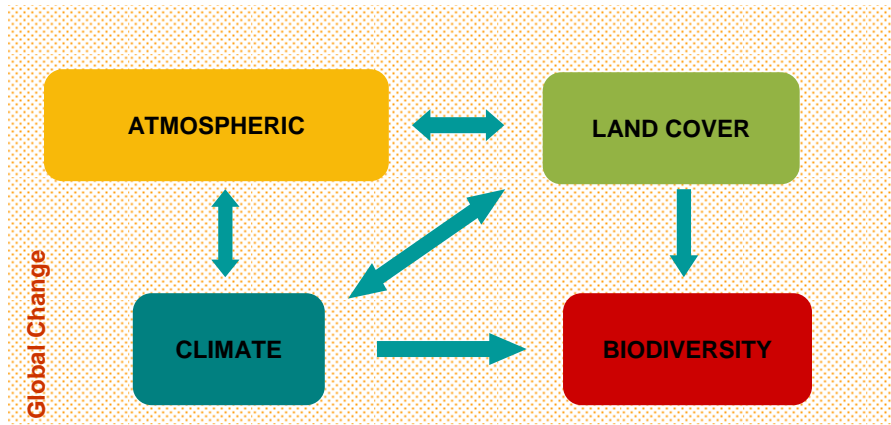 ATMOSPHERIC
LAND COVER
Global Change
CLIMATE
BIODIVERSITY